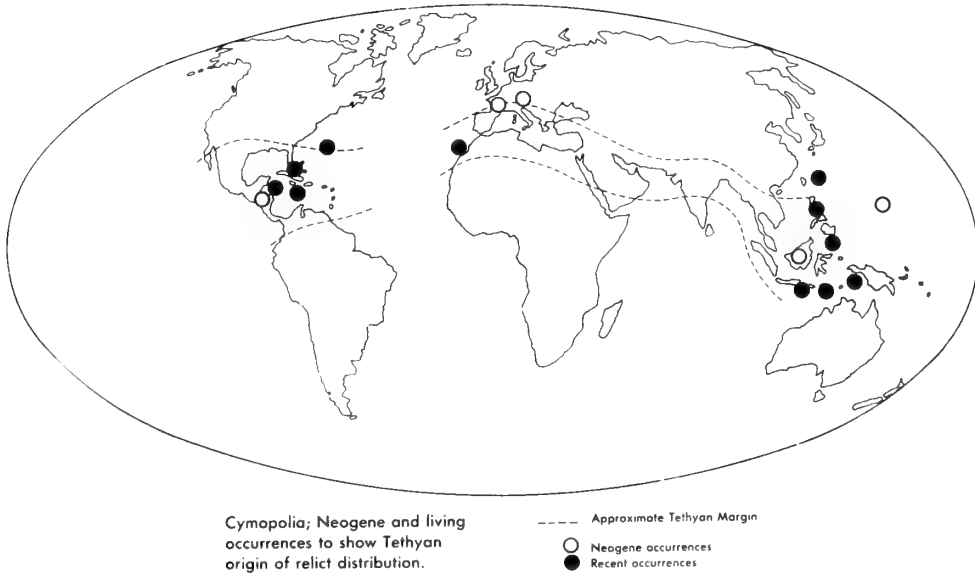 Cymopolia; Neogene and living
occurrences to show Tethyan
origin of relict distribution.
Approximate Tethyan Margin
Neogene occurrences
Recent occurrences